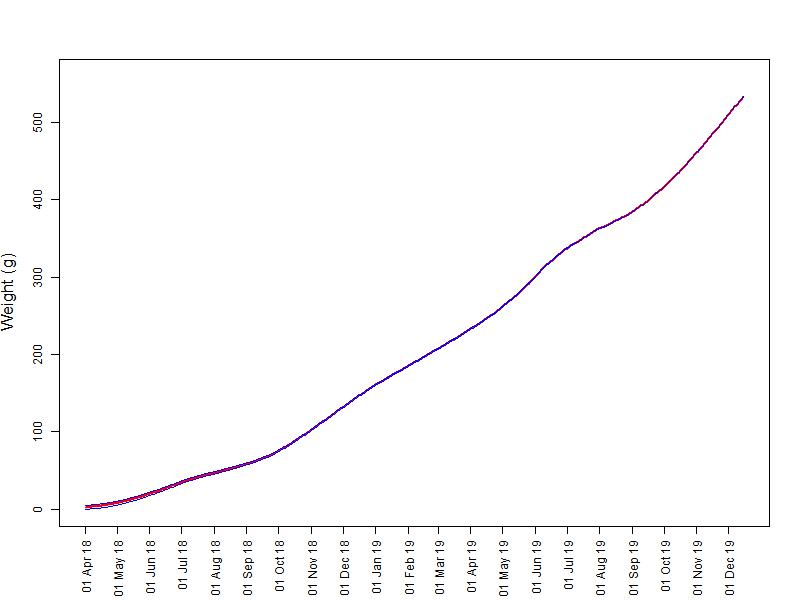 Weight (g)
500
400
300
200
100
0
01 Apr 18
01 May 18
01 Jun 18
01 Jul 18
01 Aug 18
01 Sep 18
01 Oct 18
01 Nov 18
01 Dec 18
01 Jan 19
01 Feb 19
01 Mar 19
01 Apr 19
01 May 19
01 Jun 19
01 Jul 19
01 Aug 19
01 Sep 19
01 Oct 19
01 Nov 19
01 Dec 19